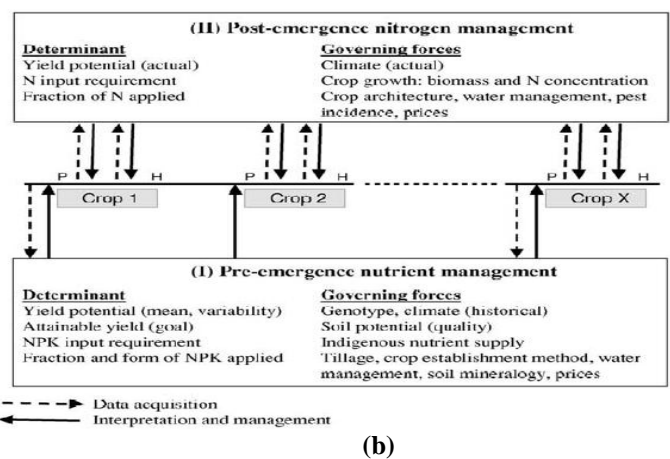 (II) Post-emergence nitrogen management
Determinant
Yield potential (actual)
N input requirement
Fraction of N applied
Governing forces
Climate (actual)
Crop growth: biomass and N concentration
Crop architecture, water management, pest
incidence, prices
P H P H P H
Crop 1 Crop 2 Crop X
(I) Pre-emergence nutrient management
Determinant
Yield potential (mean, variability)
Attainable yield (goal)
NPK input requirement
Fraction and form of NPK applied
Governing forces
Genotype, climate (historical)
Soil potential (quality)
Indigenous nutrient supply
Tillage, crop establishment method, water
management, soil mineralogy, prices
Data acquisition
Interpretation and management
(b)